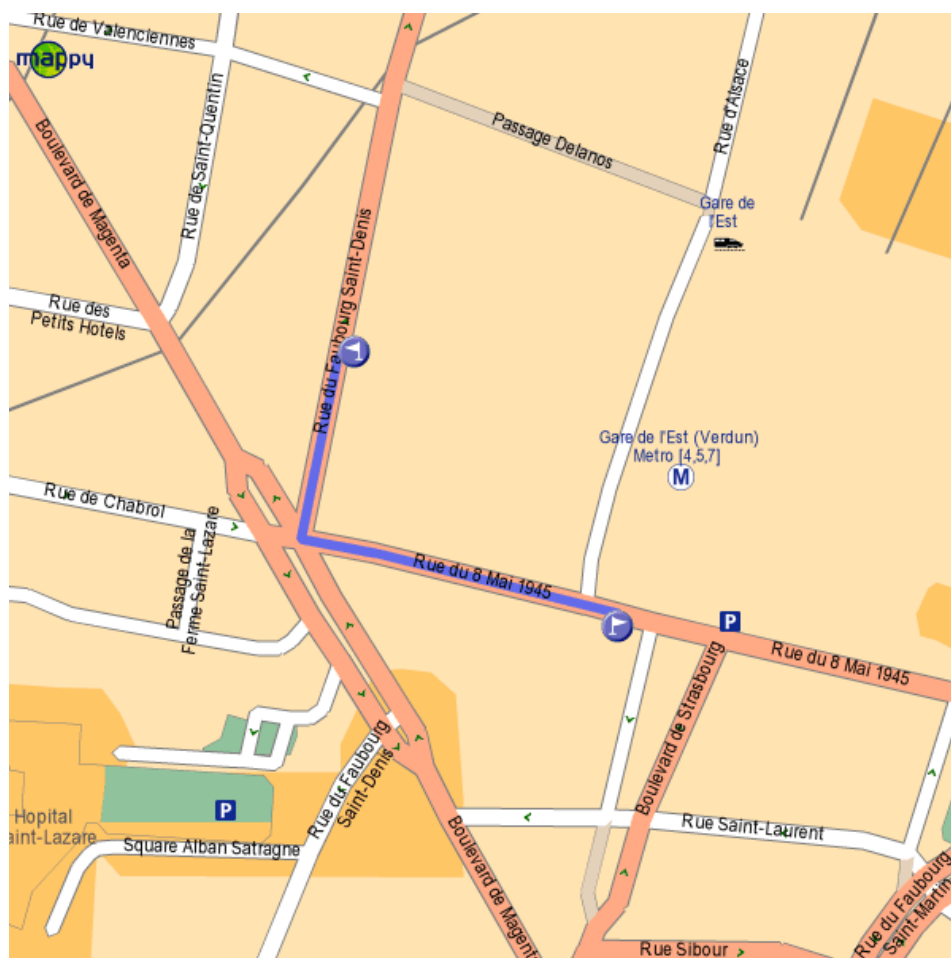 Rue de Valenciennes
mappy
Boulevard de Magenta
Rue de Saint-Quentin
Rue d'Alsace
Passage Delanos
Gare de
l'Est
Rue des
Petits Hotels
Rue du Faubourg Saint-Denis
Gare de l'Est (Verdun)
Metro [4,5,7]
M
Rue de Chabrol
Passage de la
Ferme Saint-Lazare
Rue du 8 Mai 1945
P
Rue du 8 Mai 1945
Boulevard de Strasbourg
Rue du Faubourg
Saint-Denis
P
Hopital
aint-Lazare
Square Alban Satragne
Boulevard de Magent
Rue Saint-Laurent
Rue du Faubourg
Saint-Martin
Rue Sibour